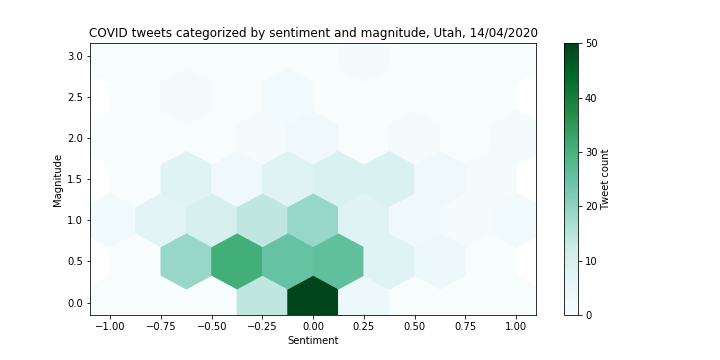 COVID tweets categorized by sentiment and magnitude, Utah, 14/04/2020
Magnitude
3.0
2.5
2.0
1.5
1.0
0.5
0.0
−1.00 −0.75 −0.50 −0.25 0.00 0.25 0.50 0.75 1.00
Sentiment
50
40
30
20
10
0
Tweet count